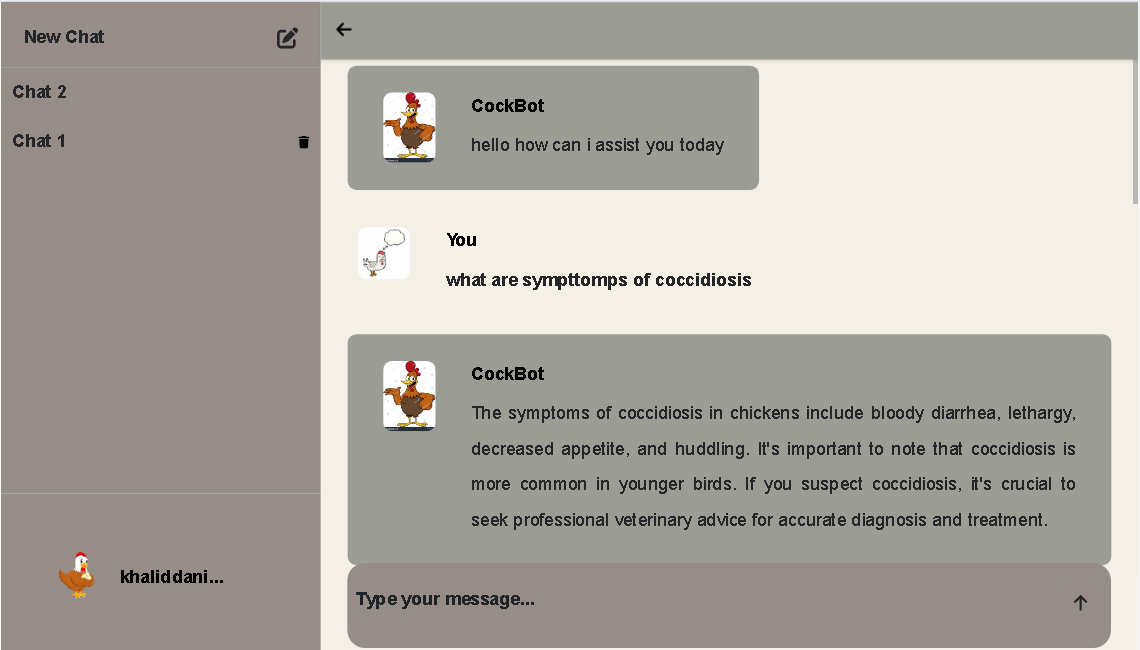 New Chat
Chat 2
Chat 1
khaliddani...
CockBot
hello how can i assist you today
You
what are sympttomps of coccidiosis
CockBot
The symptoms of coccidiosis in chickens include bloody diarrhea, lethargy,
decreased appetite, and huddling. It's important to note that coccidiosis is
more common in younger birds. If you suspect coccidiosis, it's crucial to
seek professional veterinary advice for accurate diagnosis and treatment.
Type your message...